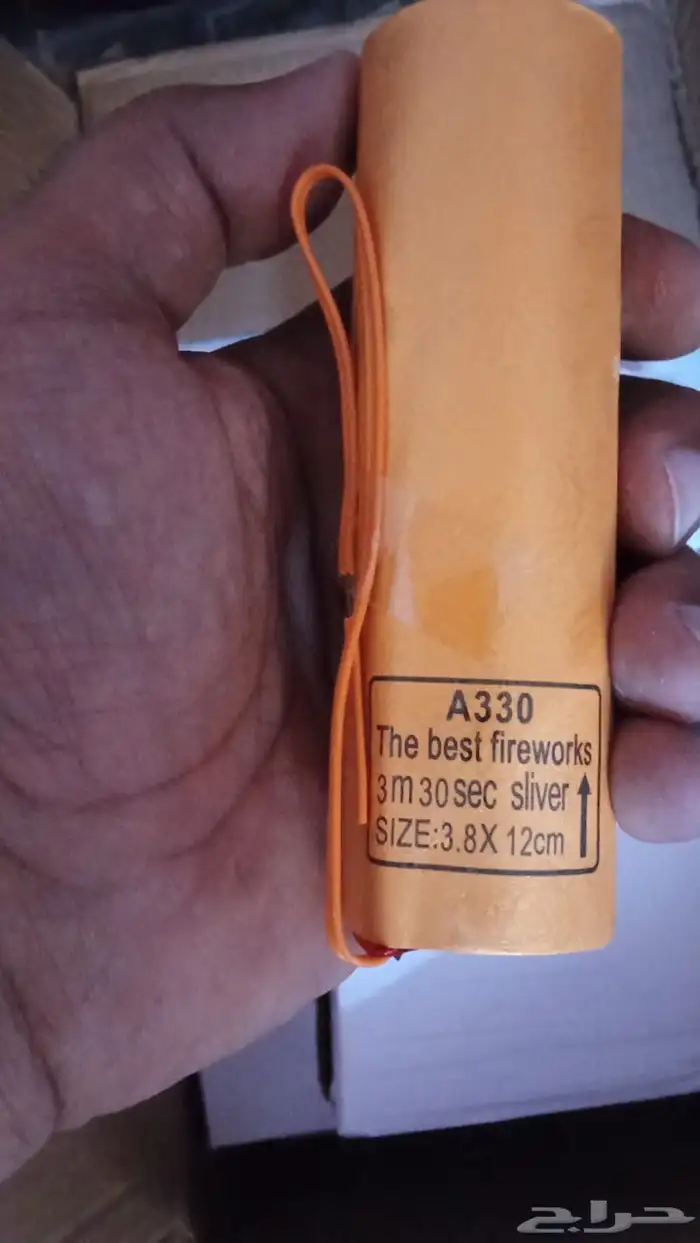 A330
The best fireworks
3m 30sec sliver
SIZE:3.8X 12cm
حراج